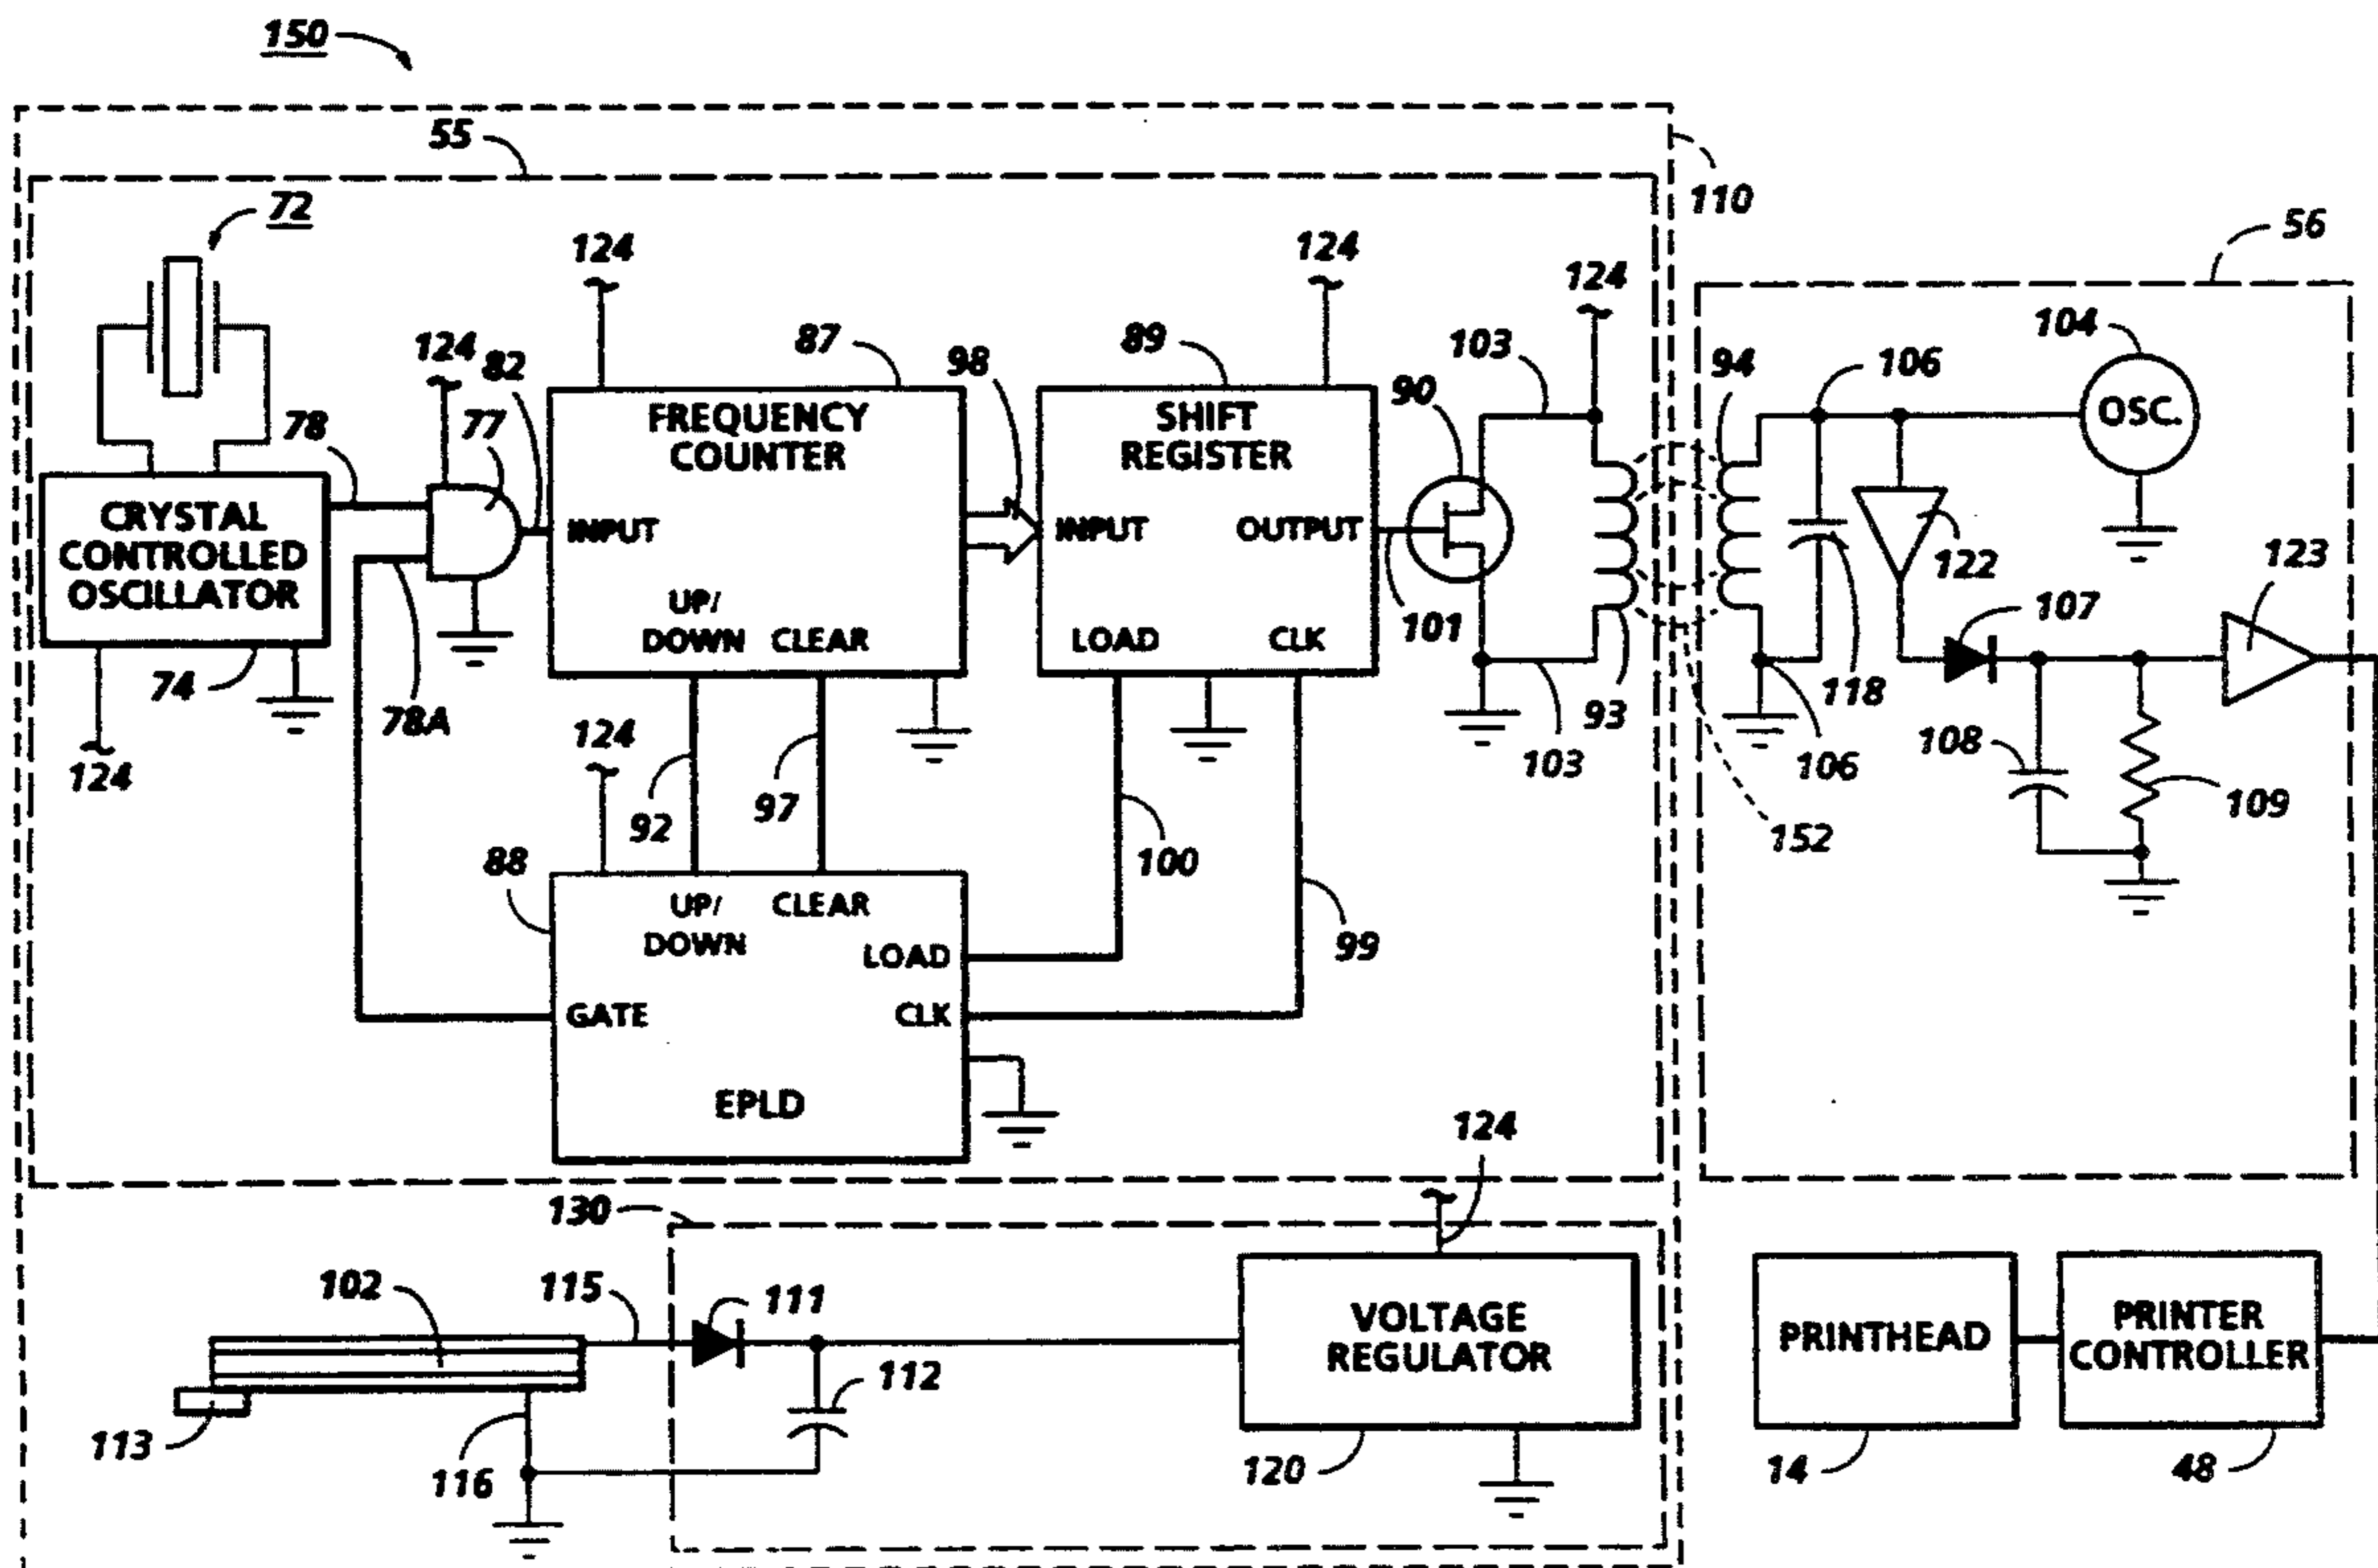 150
55
110
72
56
124
124
124
104
87
89
103
124 82
98
90
94
106
78
77
FREQUENCY
COUNTER
SHIFT
REGISTER
OSC.
CRYSTAL
CONTROLLED
OSCILLATOR
INPUT
INPUT
OUTPUT
122
123
UP/
DOWN
CLEAR
LOAD
CLK
101
107
74
78A
118
93
124
124
103
106
108
109
92
97
152
88
100
UP/
DOWN
CLEAR
LOAD
99
GATE
CLK
EPLD
124
130
102
115
111
VOLTAGE
REGULATOR
PRINTHEAD
PRINTER
CONTROLLER
112
113
116
120
14
48